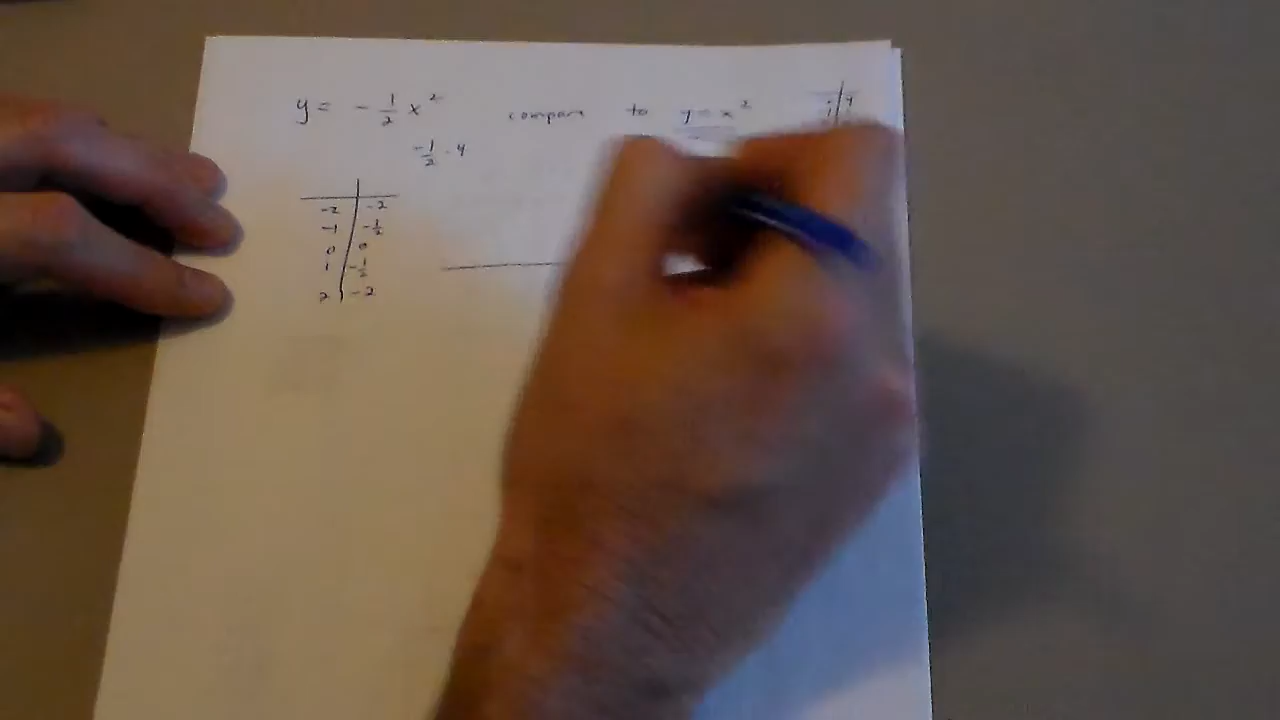 y = -1/2 x² compare to y = x²
-1/2 · 4
-2 | -2
-1 | -1/2
0 | 0
1 | -1/2
2 | -2